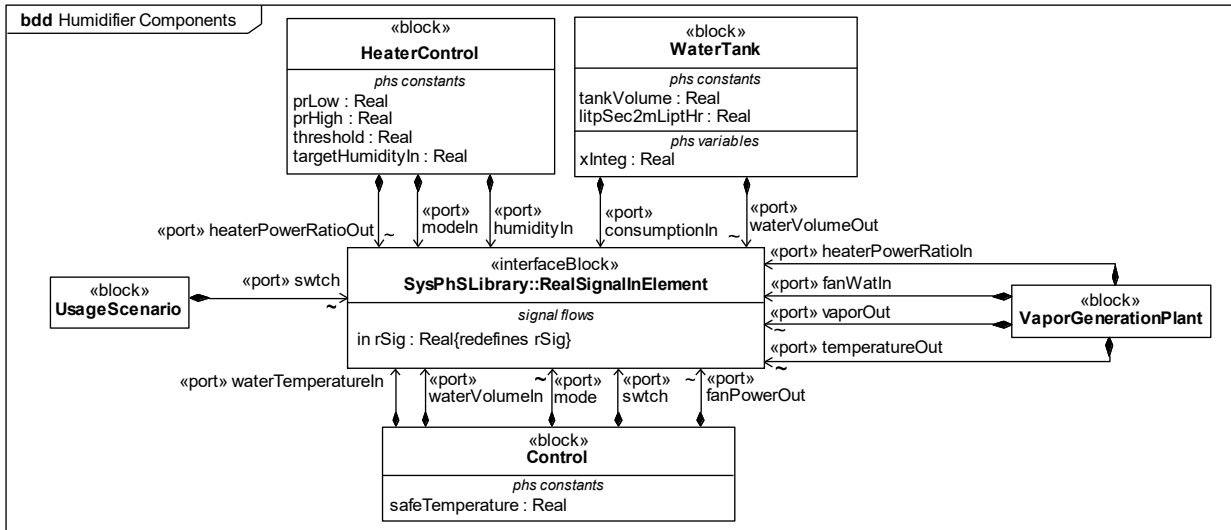 bdd Humidifier Components
«block»
HeaterControl
phs constants
prLow : Real
prHigh : Real
threshold : Real
targetHumidityIn : Real
«block»
WaterTank
phs constants
tankVolume : Real
litpSec2mLiptHr : Real
phs variables
xInteg : Real
«port» heaterPowerRatioOut
~
«port»
modeIn
«port»
humidityIn
«port»
consumptionIn
~
«port»
waterVolumeOut
«block»
UsageScenario
«port» swtch
~
«interfaceBlock»
SysPhSLibrary::RealSignalInElement
signal flows
in rSig : Real{redefines rSig}
«port» heaterPowerRatioIn
«port» fanWatIn
«port» vaporOut
~
«port» temperatureOut
~
«block»
VaporGenerationPlant
«port» waterTemperatureIn
«port»
waterVolumeIn
~
«port»
mode
«port»
swtch
~
«port»
fanPowerOut
«block»
Control
phs constants
safeTemperature : Real